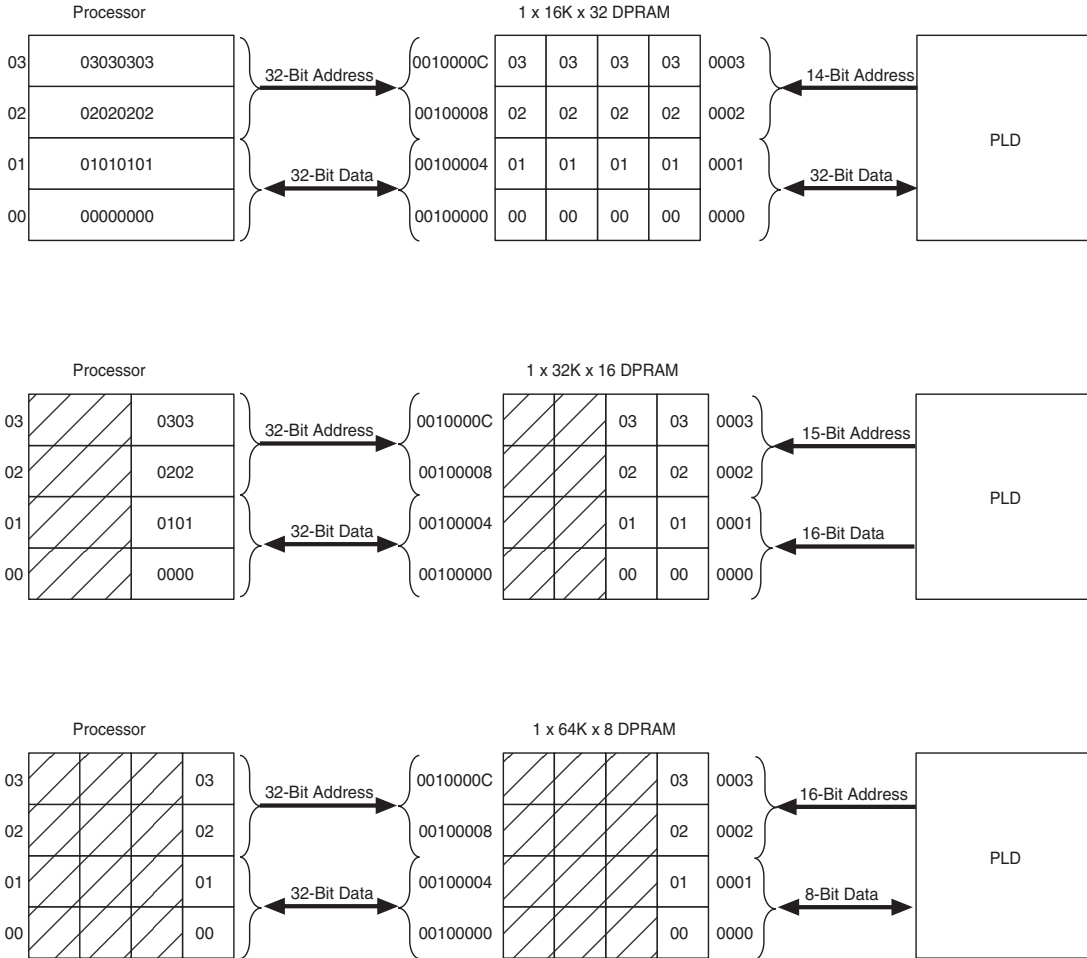 Processor 1 x 16K x 32 DPRAM
03 03030303 32-Bit Address 0010000C 03 03 03 03 0003 14-Bit Address
02 02020202 00100008 02 02 02 02 0002
PLD
01 01010101 32-Bit Data 00100004 01 01 01 01 0001 32-Bit Data
00 00000000 00100000 00 00 00 00 0000
Processor 1 x 32K x 16 DPRAM
03 0303 32-Bit Address 0010000C 03 03 0003 15-Bit Address
02 0202 00100008 02 02 0002
PLD
01 0101 32-Bit Data 00100004 01 01 0001 16-Bit Data
00 0000 00100000 00 00 0000
Processor 1 x 64K x 8 DPRAM
03 03 32-Bit Address 0010000C 03 0003 16-Bit Address
02 02 00100008 02 0002
PLD
01 01 32-Bit Data 00100004 01 0001 8-Bit Data
00 00 00100000 00 0000